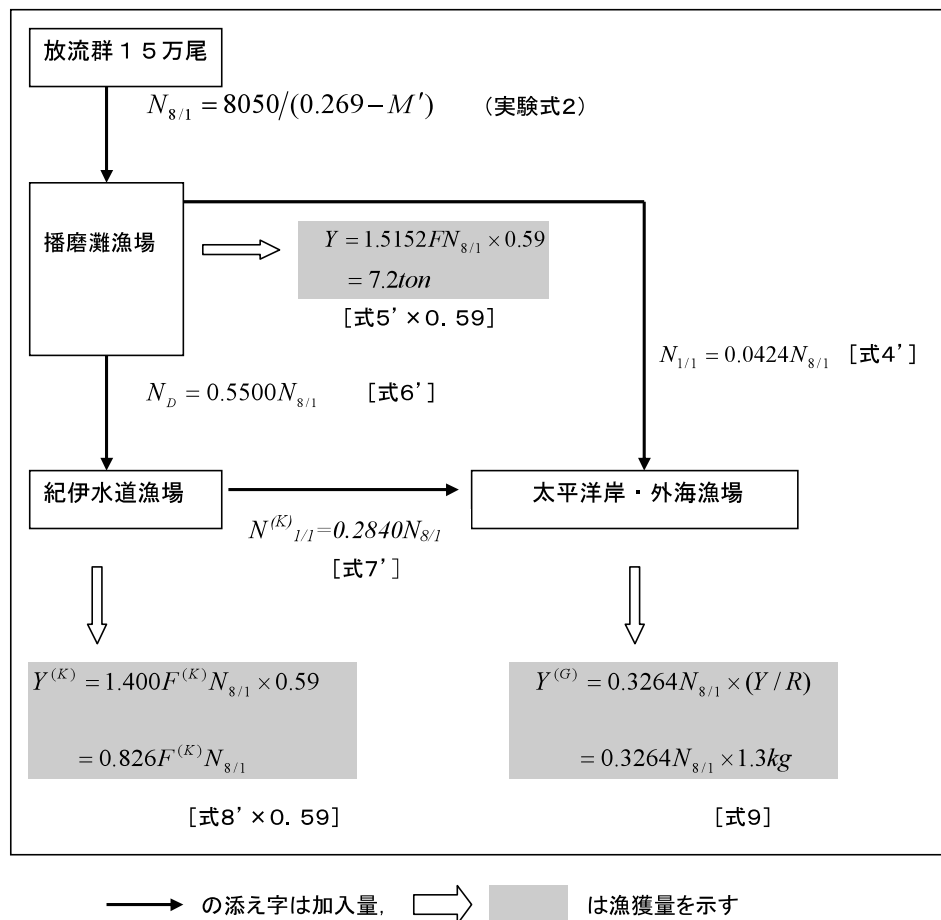 放流群15万尾
N_{8/1} = 8050/(0.269 − M′) (実験式2)
播磨灘漁場
Y = 1.5152FN_{8/1} × 0.59
= 7.2ton
[式5’×0.59]
N_{1/1} = 0.0424N_{8/1} [式4’]
N_D = 0.5500N_{8/1} [式6’]
紀伊水道漁場
太平洋岸・外海漁場
N^{(K)}_{1/1}=0.2840N_{8/1}
[式7’]
Y^{(K)} = 1.400F^{(K)}N_{8/1} × 0.59
= 0.826F^{(K)}N_{8/1}
[式8’×0.59]
Y^{(G)} = 0.3264N_{8/1} × (Y/R)
= 0.3264N_{8/1} × 1.3kg
[式9]
の添え字は加入量, は漁獲量を示す